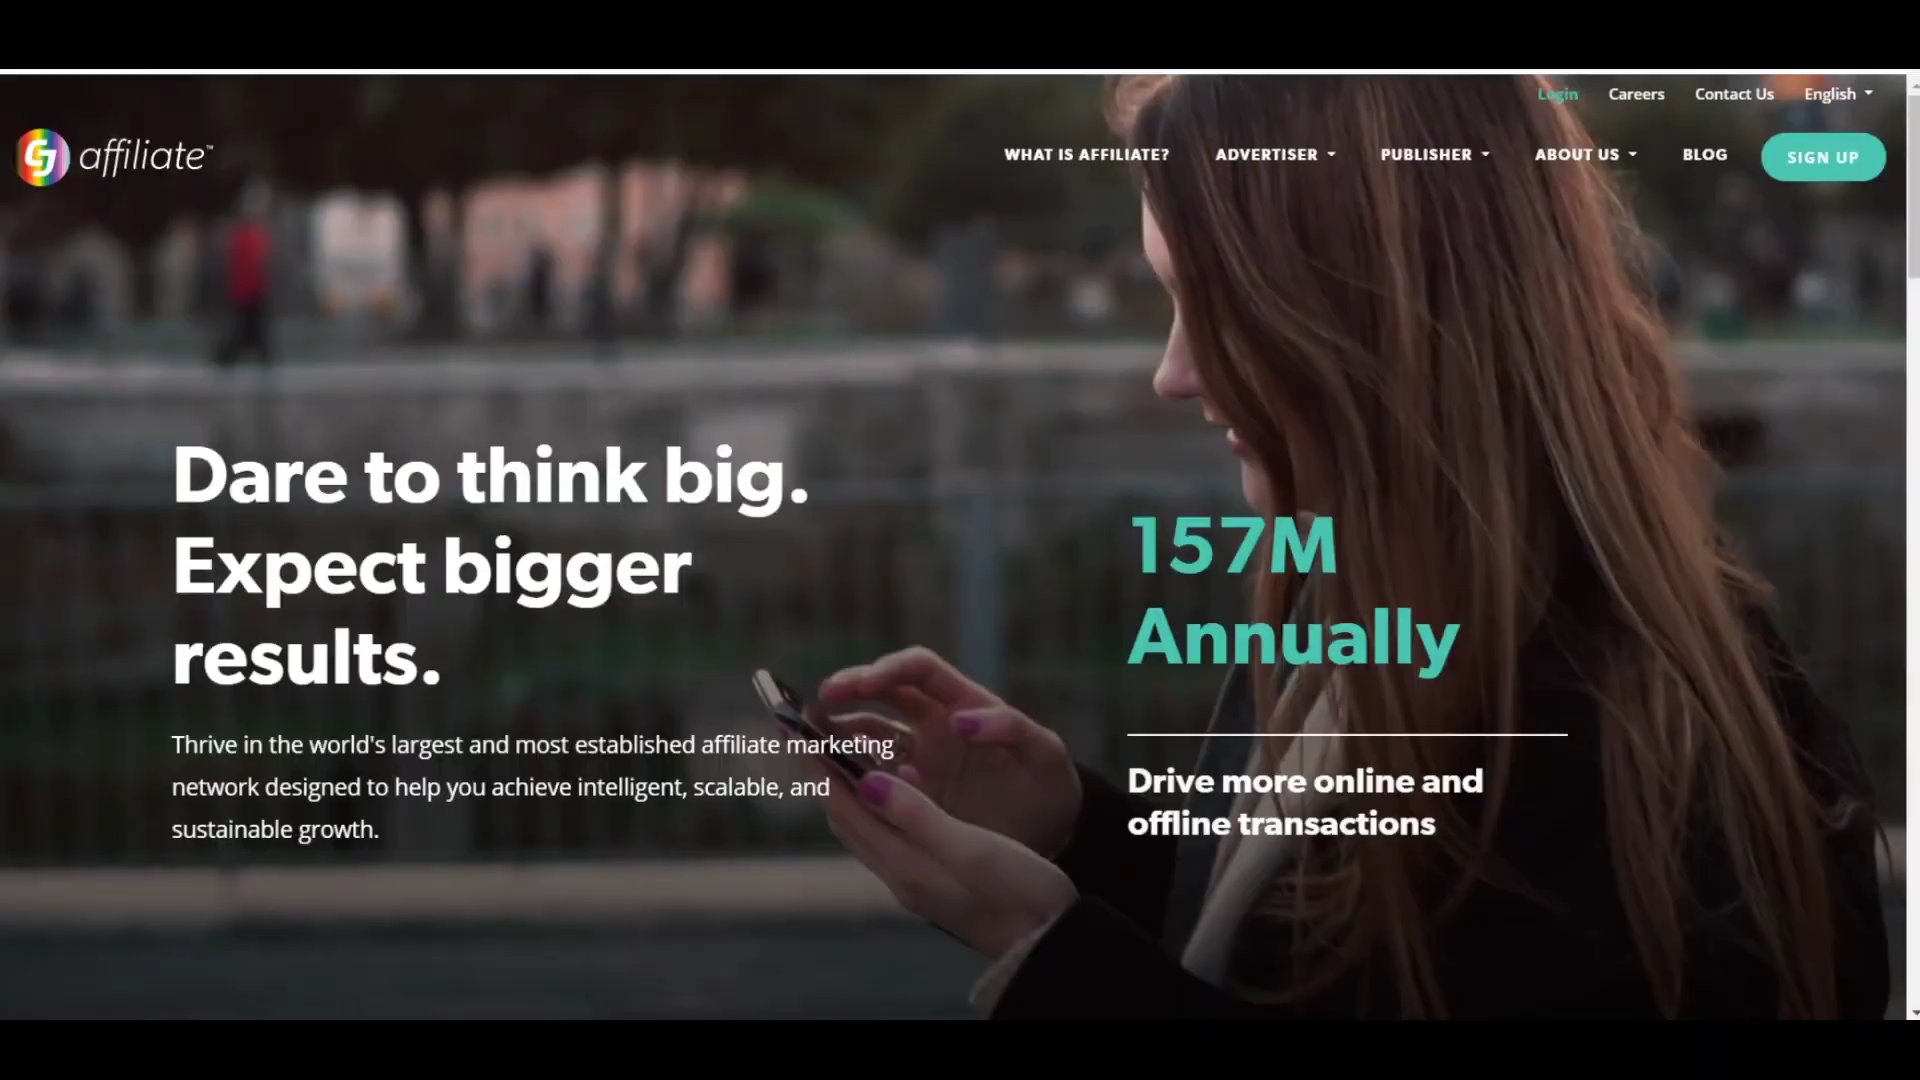 Login Careers Contact Us English
CJ affiliate™
WHAT IS AFFILIATE? ADVERTISER PUBLISHER ABOUT US BLOG SIGN UP
Dare to think big.
Expect bigger
results.
Thrive in the world's largest and most established affiliate marketing
network designed to help you achieve intelligent, scalable, and
sustainable growth.
157M
Annually
Drive more online and
offline transactions